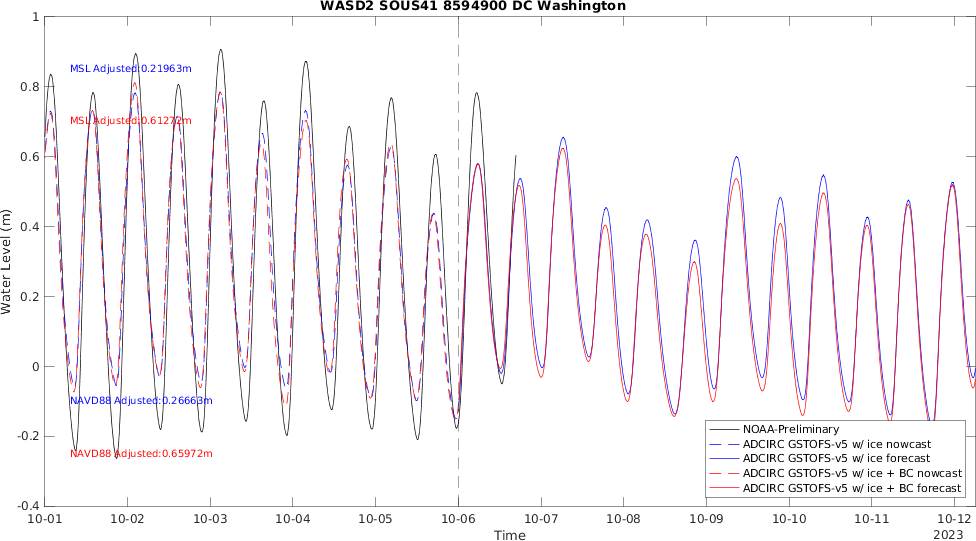 WASD2 SOUS41 8594900 DC Washington
1
0.8
0.6
0.4
0.2
0
-0.2
-0.4
Water Level (m)
MSL Adjusted:0.21963m
MSL Adjusted:0.61272m
NAVD88 Adjusted:0.26663m
NAVD88 Adjusted:0.65972m
NOAA-Preliminary
ADCIRC GSTOFS-v5 w/ ice nowcast
ADCIRC GSTOFS-v5 w/ ice forecast
ADCIRC GSTOFS-v5 w/ ice + BC nowcast
ADCIRC GSTOFS-v5 w/ ice + BC forecast
10-01 10-02 10-03 10-04 10-05 10-06 10-07 10-08 10-09 10-10 10-11 10-12
Time
2023